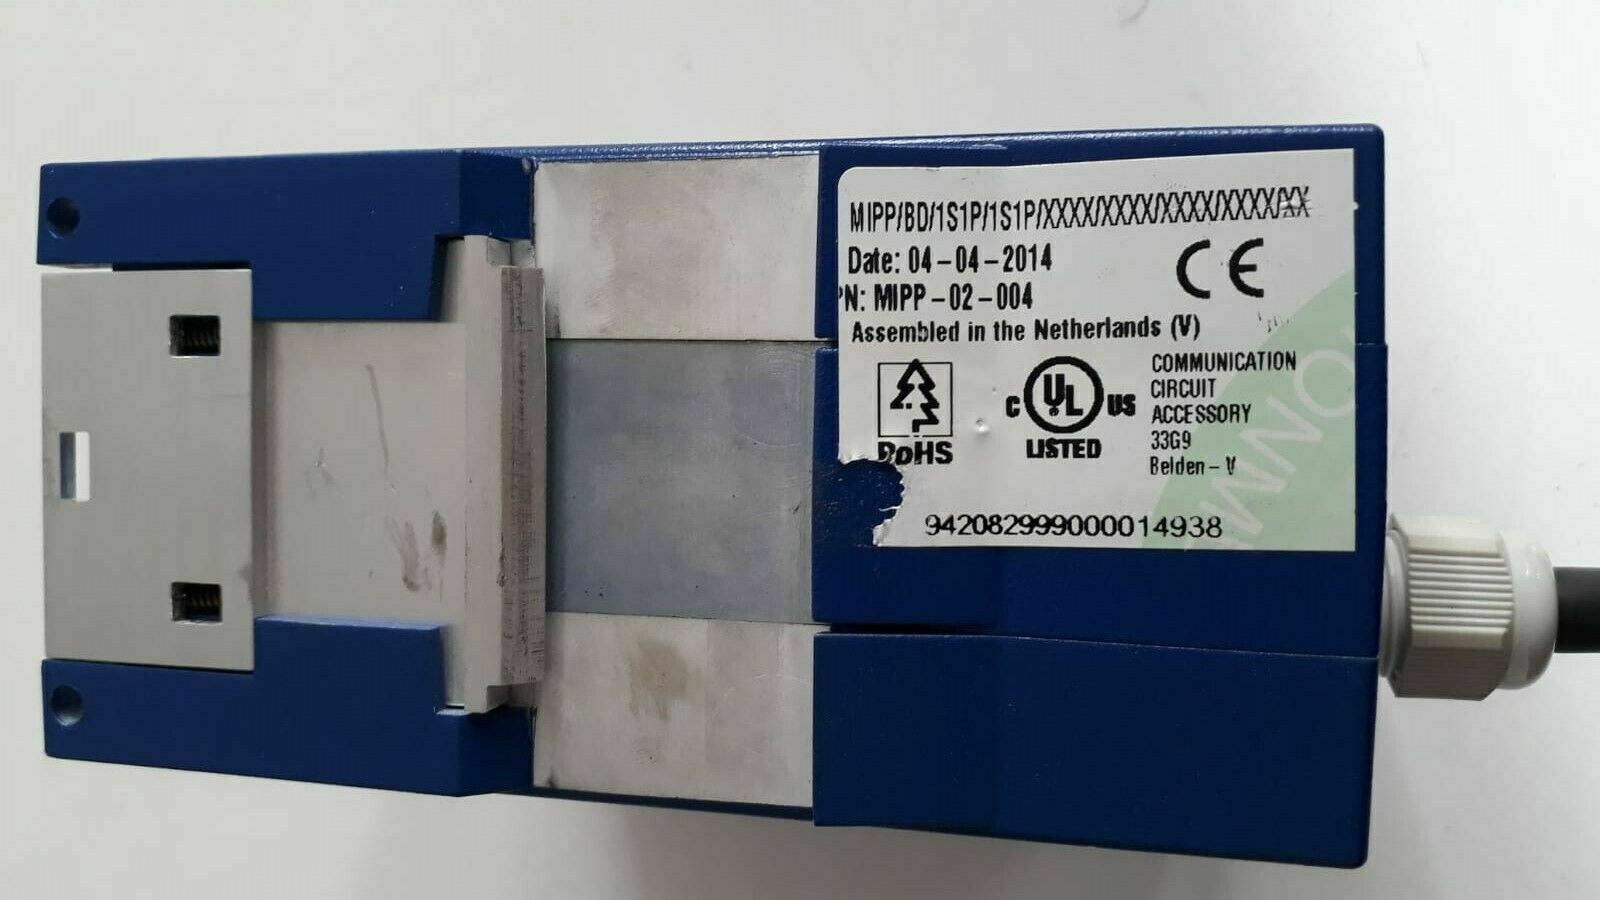 MIPP/BD/1S1P/1S1P/XXXX/XXXX/XXXX/XXXX/XX
Date: 04-04-2014
PN: MIPP-02-004
CE
Assembled in the Netherlands (V)
RoHS
C UL US
LISTED
COMMUNICATION
CIRCUIT
ACCESSORY
33G9
Belden-V
942082999000014938